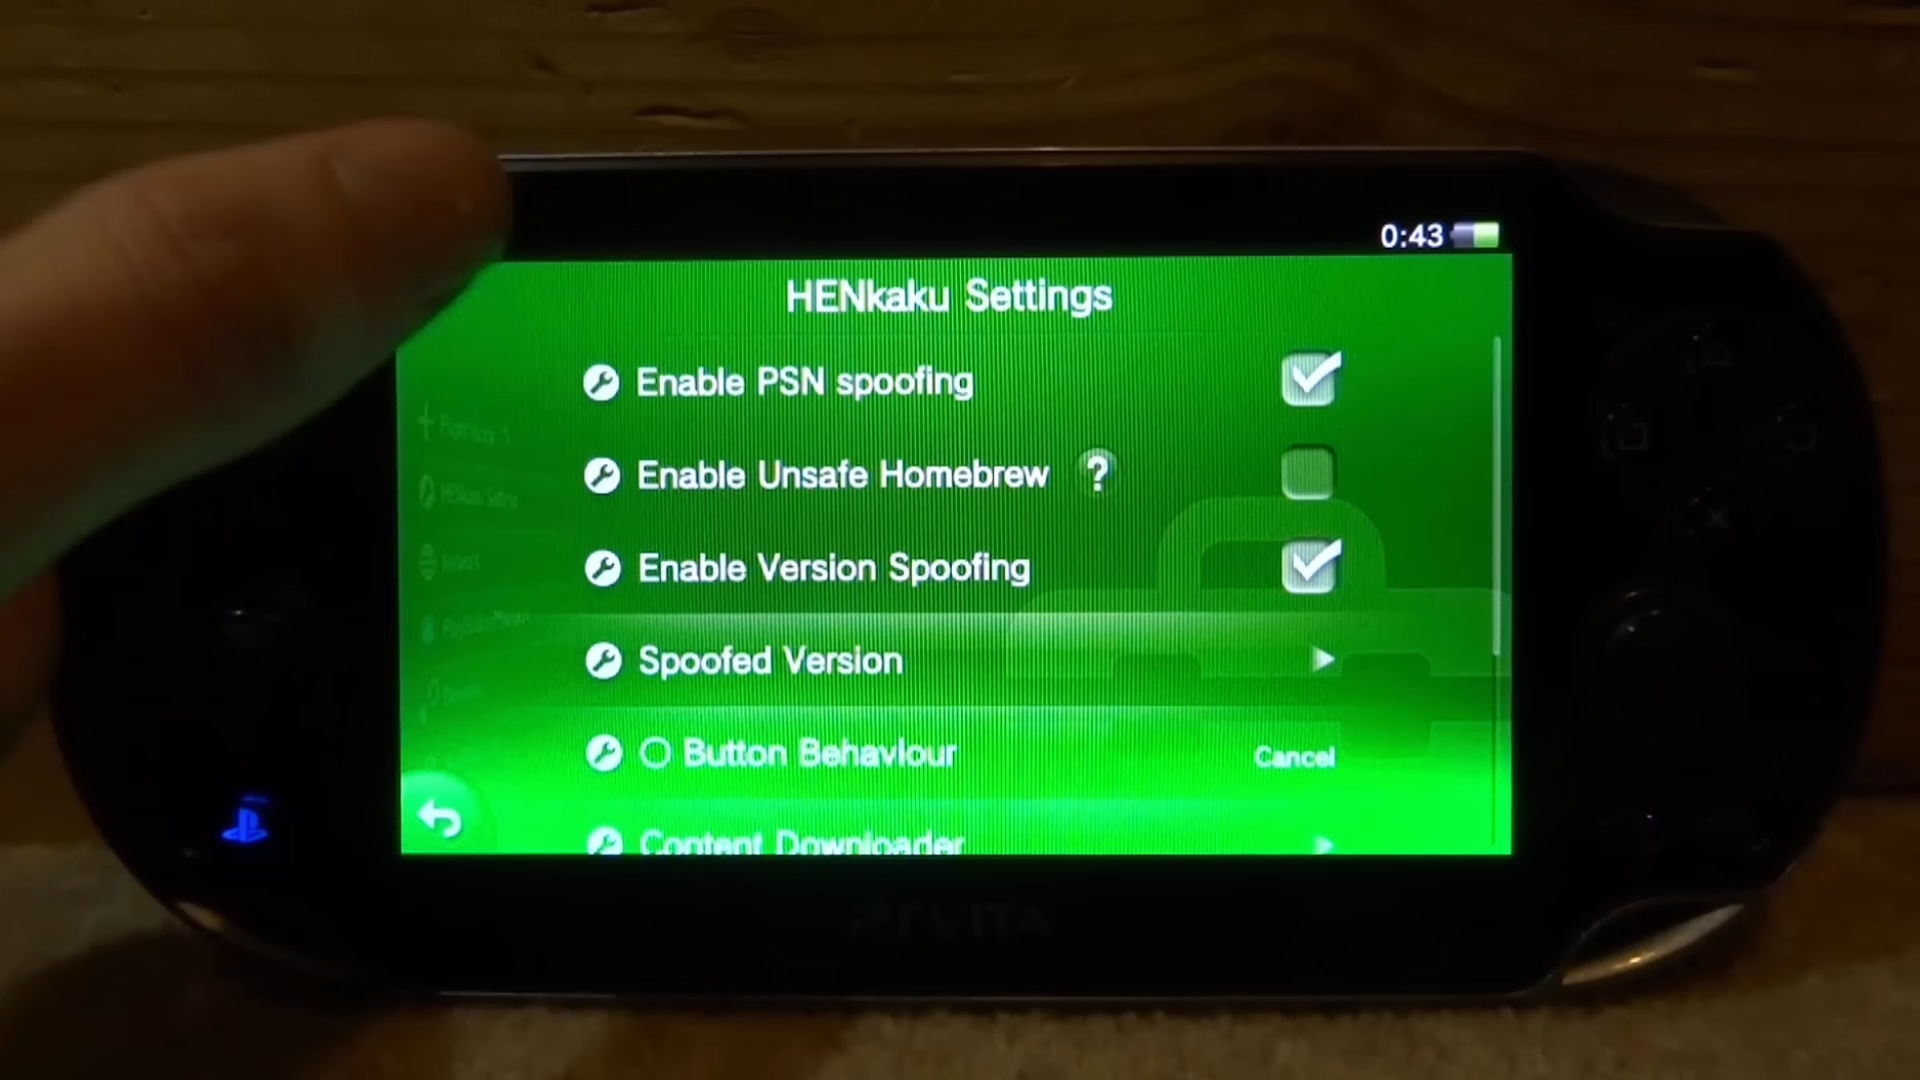 0:43
HENkaku Settings
Enable PSN spoofing
Enable Unsafe Homebrew ?
Enable Version Spoofing
Spoofed Version
Button Behaviour
Cancel
Content Downloader
PSVITA